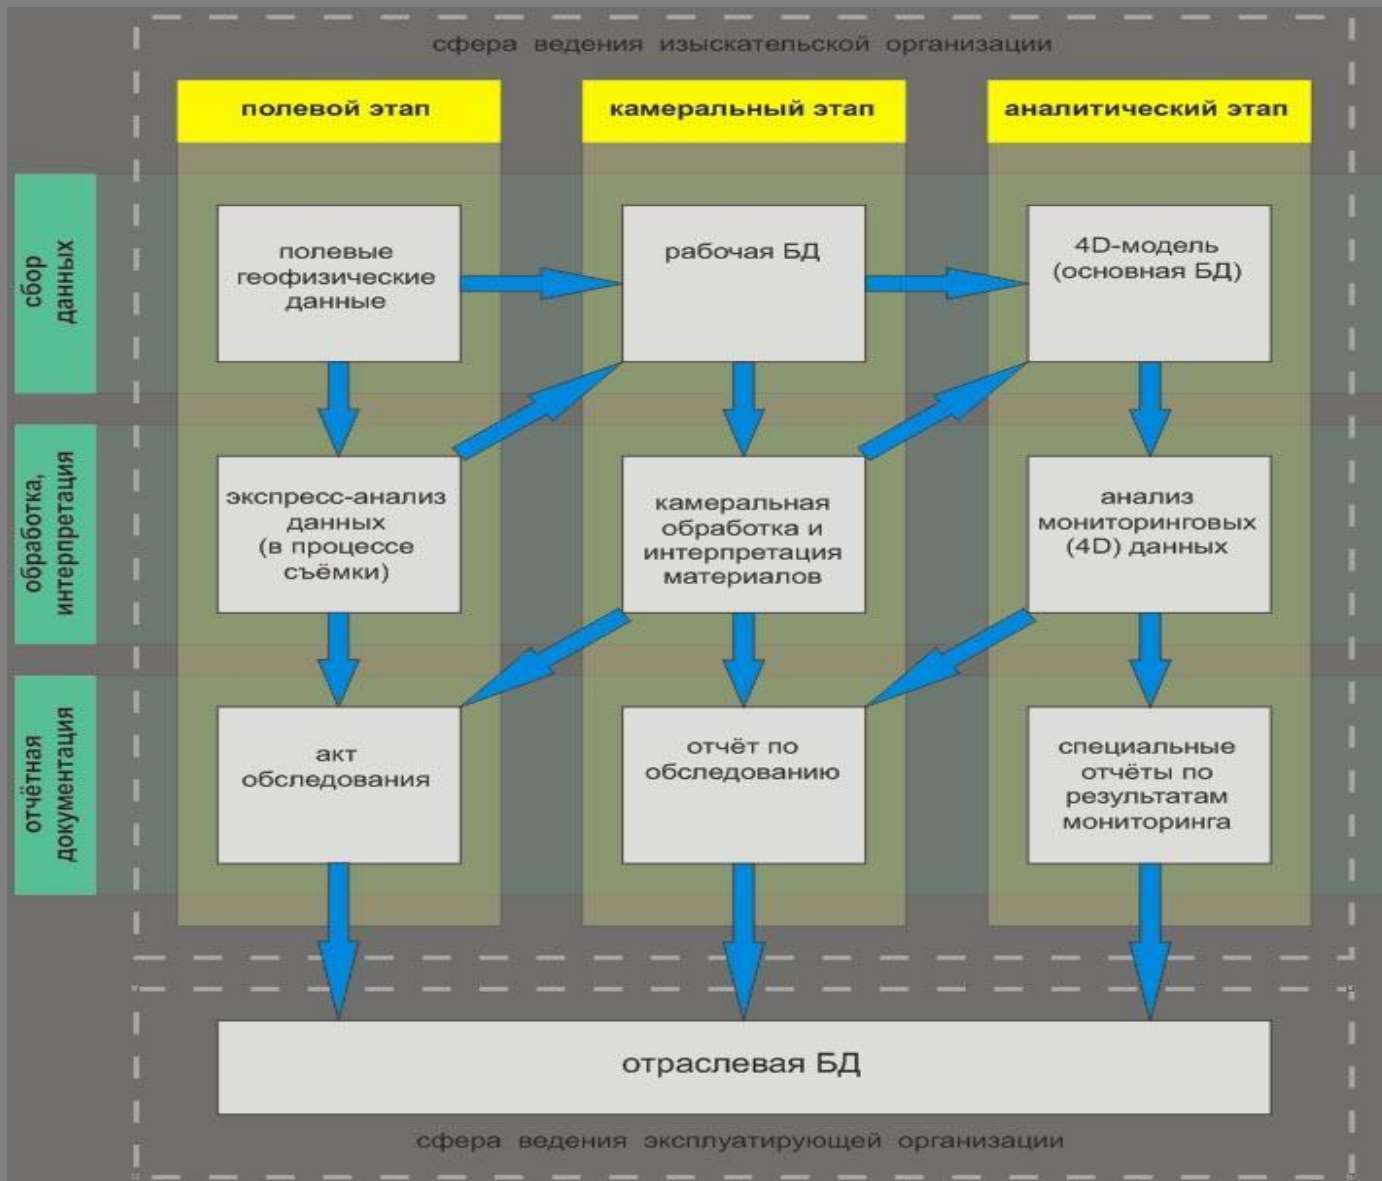 сфера ведения изыскательской организации
полевой этап
камеральный этап
аналитический этап
сбор
данных
полевые
геофизические
данные
рабочая БД
4D-модель
(основная БД)
обработка,
интерпретация
экспресс-анализ
данных
(в процессе
съёмки)
камеральная
обработка и
интерпретация
материалов
анализ
мониторинговых
(4D) данных
отчётная
документация
акт
обследования
отчёт по
обследованию
специальные
отчёты по
результатам
мониторинга
отраслевая БД
сфера ведения эксплуатирующей организации